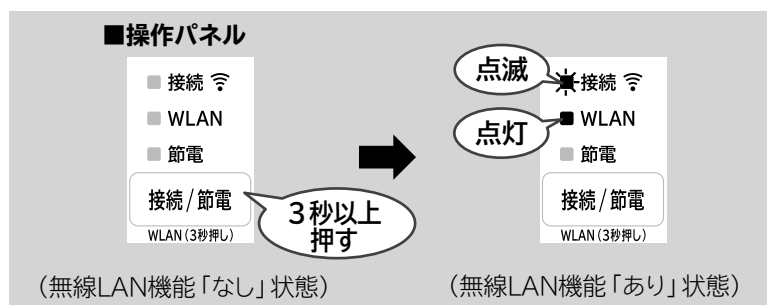 ■操作パネル
接続
WLAN
節電
接続/節電
WLAN(3秒押し)
3秒以上
押す
(無線LAN機能「なし」状態)
点滅
接続
点灯
WLAN
節電
接続/節電
WLAN(3秒押し)
(無線LAN機能「あり」状態)